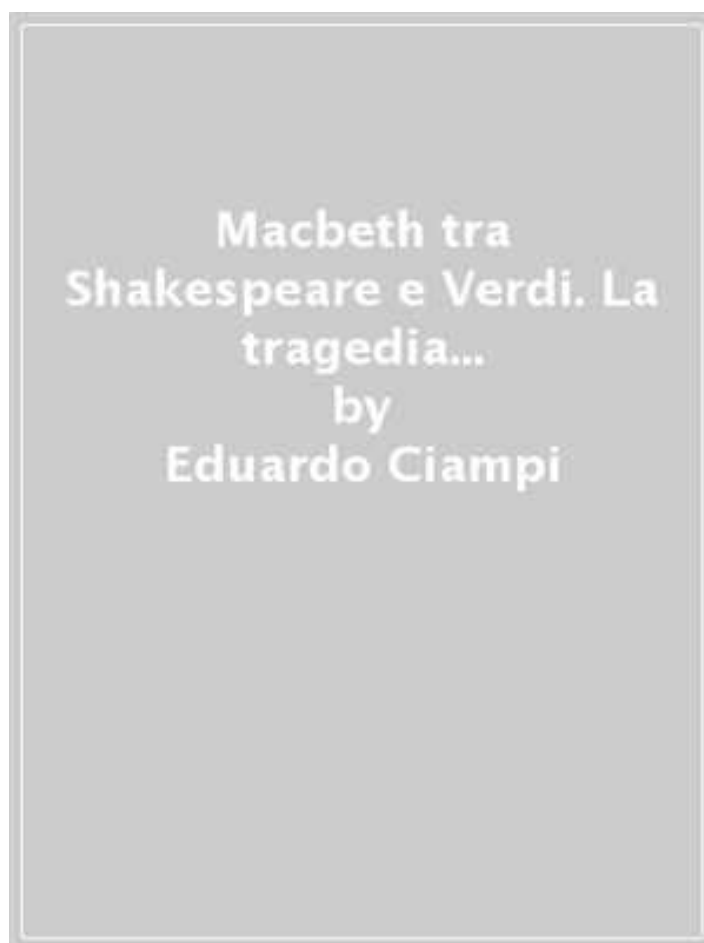 Macbeth tra
Shakespeare e Verdi. La
tragedia...
by
Eduardo Ciampi